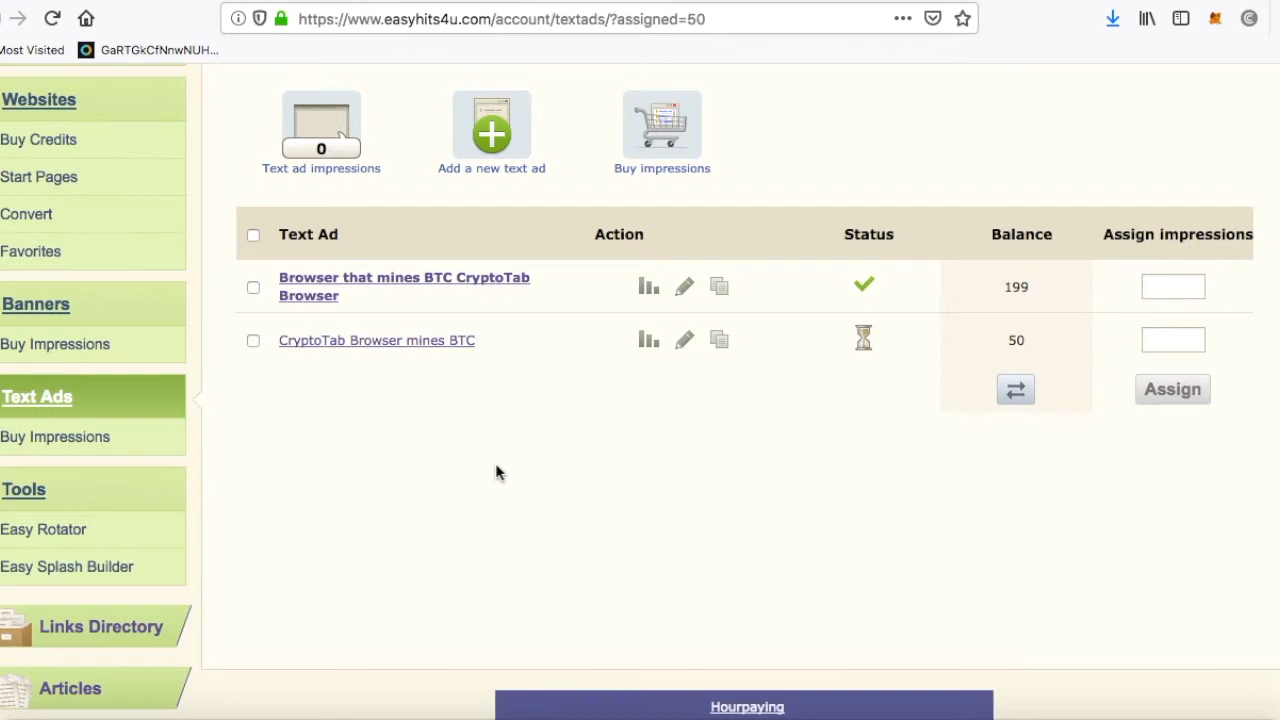 https://www.easyhits4u.com/account/textads/?assigned=50
Most Visited
GaRTGkCfNnwNUH...
Websites
Buy Credits
Start Pages
Convert
Favorites
Banners
Buy Impressions
Text Ads
Buy Impressions
Tools
Easy Rotator
Easy Splash Builder
Links Directory
Articles
0
Text ad impressions
Add a new text ad
Buy impressions
Text Ad Action Status Balance Assign impressions
Browser that mines BTC CryptoTab
Browser
199
CryptoTab Browser mines BTC
50
Assign
Hourpaying